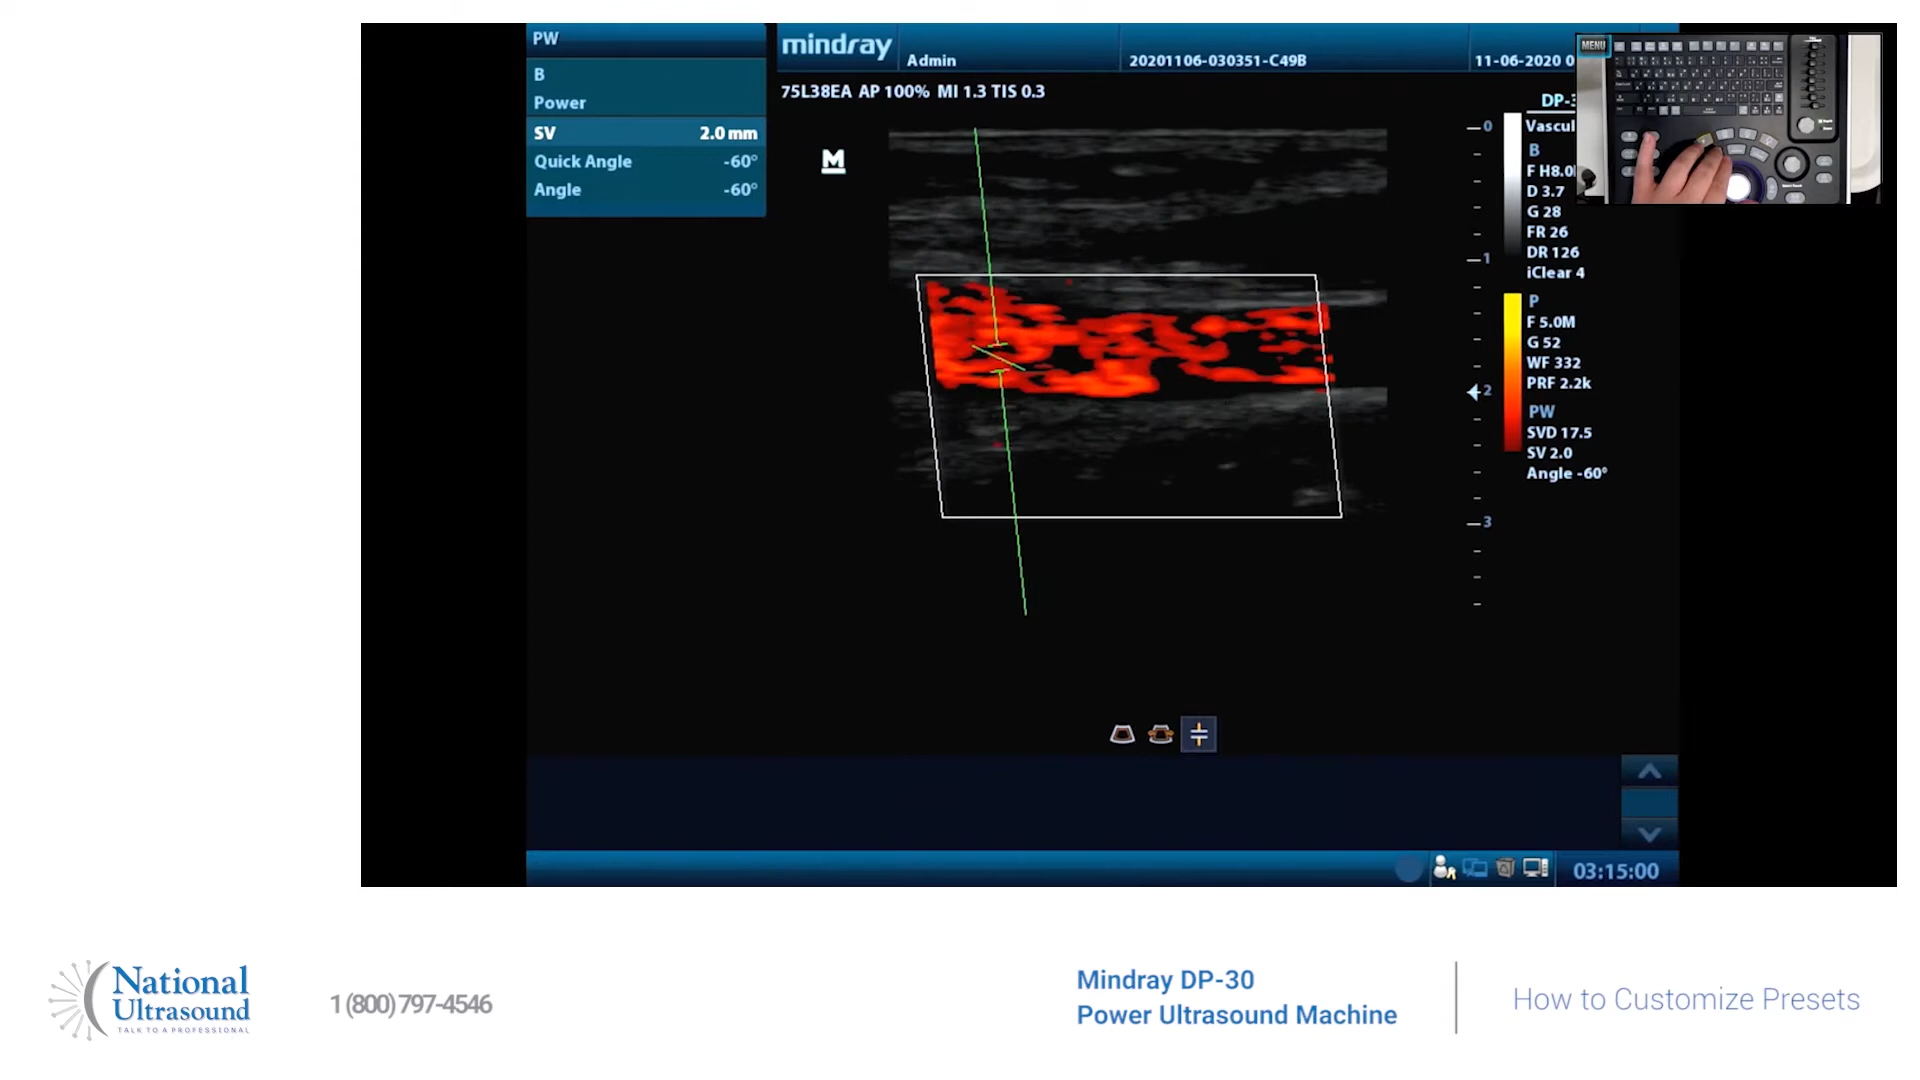 PW
B
Power
SV 2.0 mm
Quick Angle -60°
Angle -60°
mindray
Admin
20201106-030351-C49B
11-06-2020 0
MENU
75L38EA AP 100% MI 1.3 TIS 0.3
M
0
1
2
3
DP-3
Vascul
B
F H8.0
D 3.7
G 28
FR 26
DR 126
iClear 4
P
F 5.0M
G 52
WF 332
PRF 2.2k
PW
SVD 17.5
SV 2.0
Angle -60°
03:15:00
National
Ultrasound
TALK TO A PROFESSIONAL
1 (800) 797-4546
Mindray DP-30
Power Ultrasound Machine
How to Customize Presets